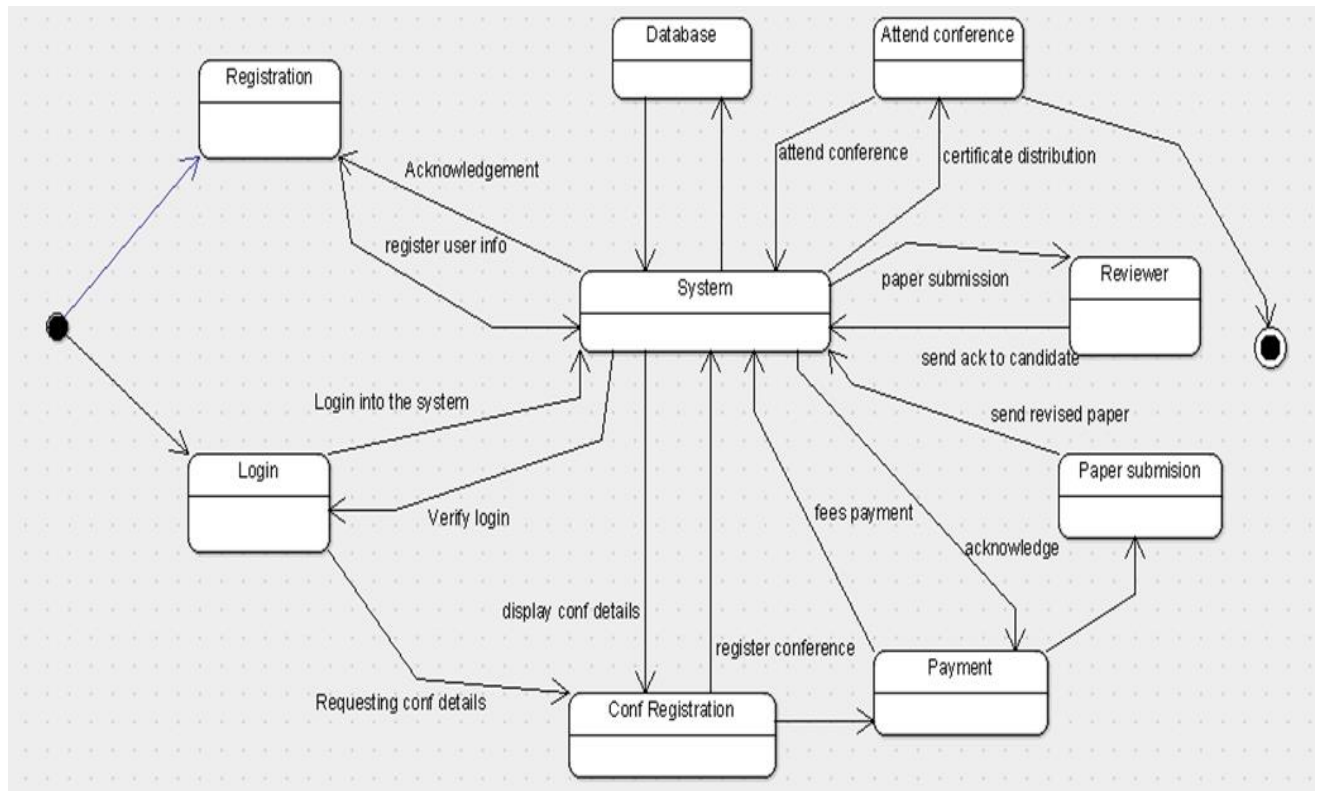 Database
Attend conference
Registration
attend conference
certificate distribution
Acknowledgement
register user info
paper submission
Reviewer
System
send ack to candidate
Login into the system
send revised paper
Login
Paper submision
Verify login
fees payment
acknowledge
display conf details
register conference
Payment
Requesting conf details
Conf Registration